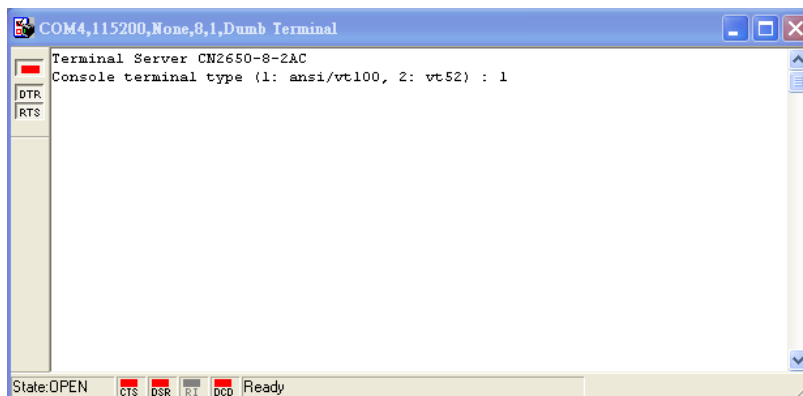 COM4,115200,None,8,1,Dumb Terminal
Terminal Server CN2650-8-2AC
Console terminal type (1: ansi/vt100, 2: vt52) : 1
DTR
RTS
State:OPEN
CTS
DSR
RI
DCD
Ready